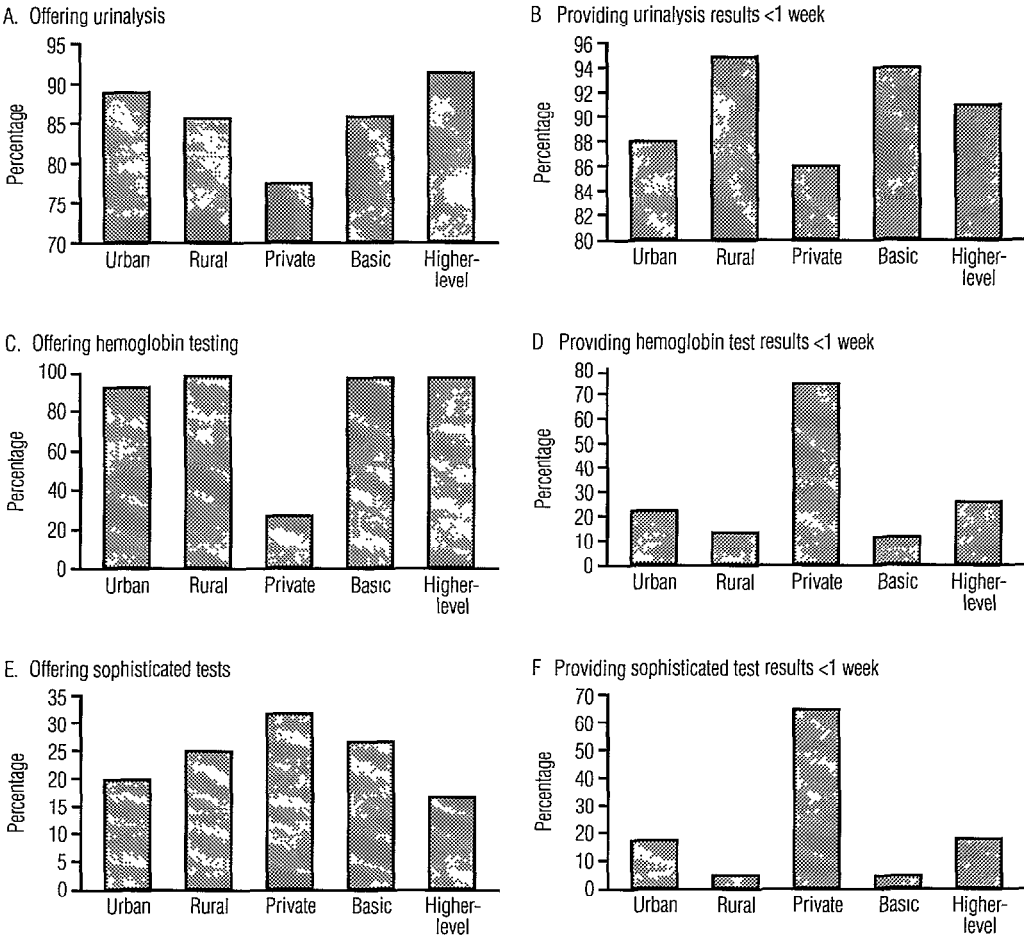 A. Offering urinalysis
95
90
85
80
75
70
Percentage
Urban
Rural
Private
Basic
Higher-
level
B Providing urinalysis results <1 week
96
94
92
90
88
86
84
82
80
Percentage
Urban
Rural
Private
Basic
Higher-
level
C. Offering hemoglobin testing
100
80
60
40
20
0
Percentage
Urban
Rural
Private
Basic
Higher-
level
D Providing hemoglobin test results <1 week
80
70
60
50
40
30
20
10
0
Percentage
Urban
Rural
Private
Basic
Higher-
level
E. Offering sophisticated tests
35
30
25
20
15
10
5
0
Percentage
Urban
Rural
Private
Basic
Higher-
level
F Providing sophisticated test results <1 week
70
60
50
40
30
20
10
0
Percentage
Urban
Rural
Private
Basic
Higher-
level